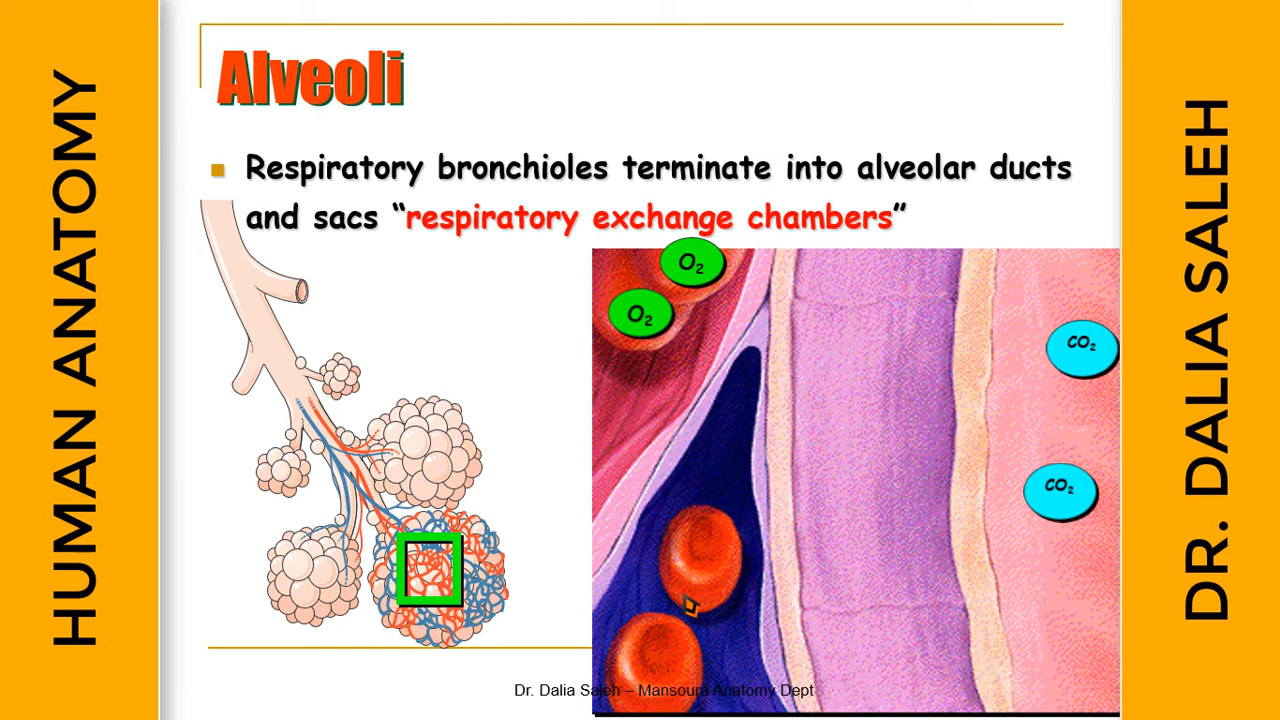 HUMAN ANATOMY
Alveoli
Respiratory bronchioles terminate into alveolar ducts
and sacs “respiratory exchange chambers”
O₂
O₂
CO₂
CO₂
Dr. Dalia Saleh – Mansoura Anatomy Dept
DR. DALIA SALEH